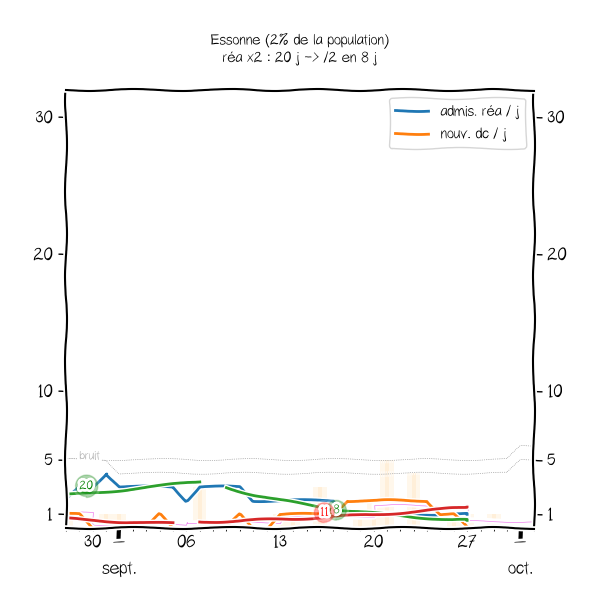 Essonne (2% de la population)
réa x2 : 20 j -> /2 en 8 j
admis. réa / j
nouv. dc / j
30
30
20
20
10
10
5
bruit
5
20
11
8
1
1
30
06
13
20
27
sept.
oct.